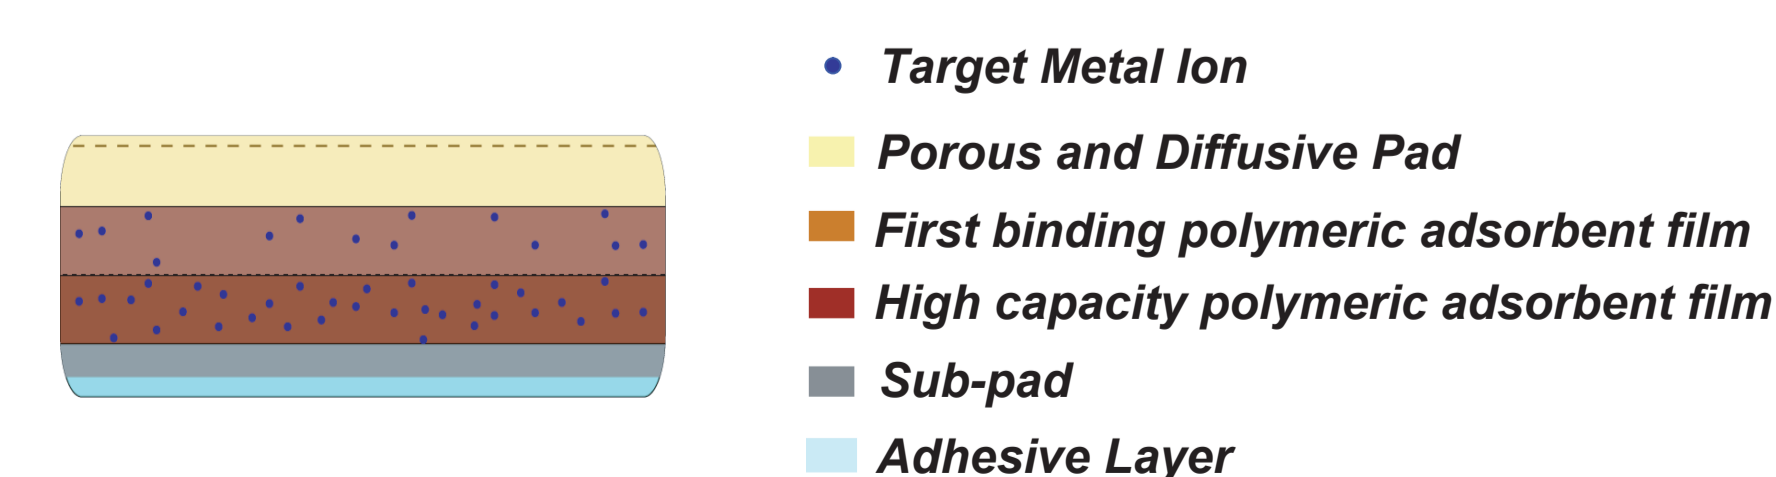 Target Metal Ion
Porous and Diffusive Pad
First binding polymeric adsorbent film
High capacity polymeric adsorbent film
Sub-pad
Adhesive Layer